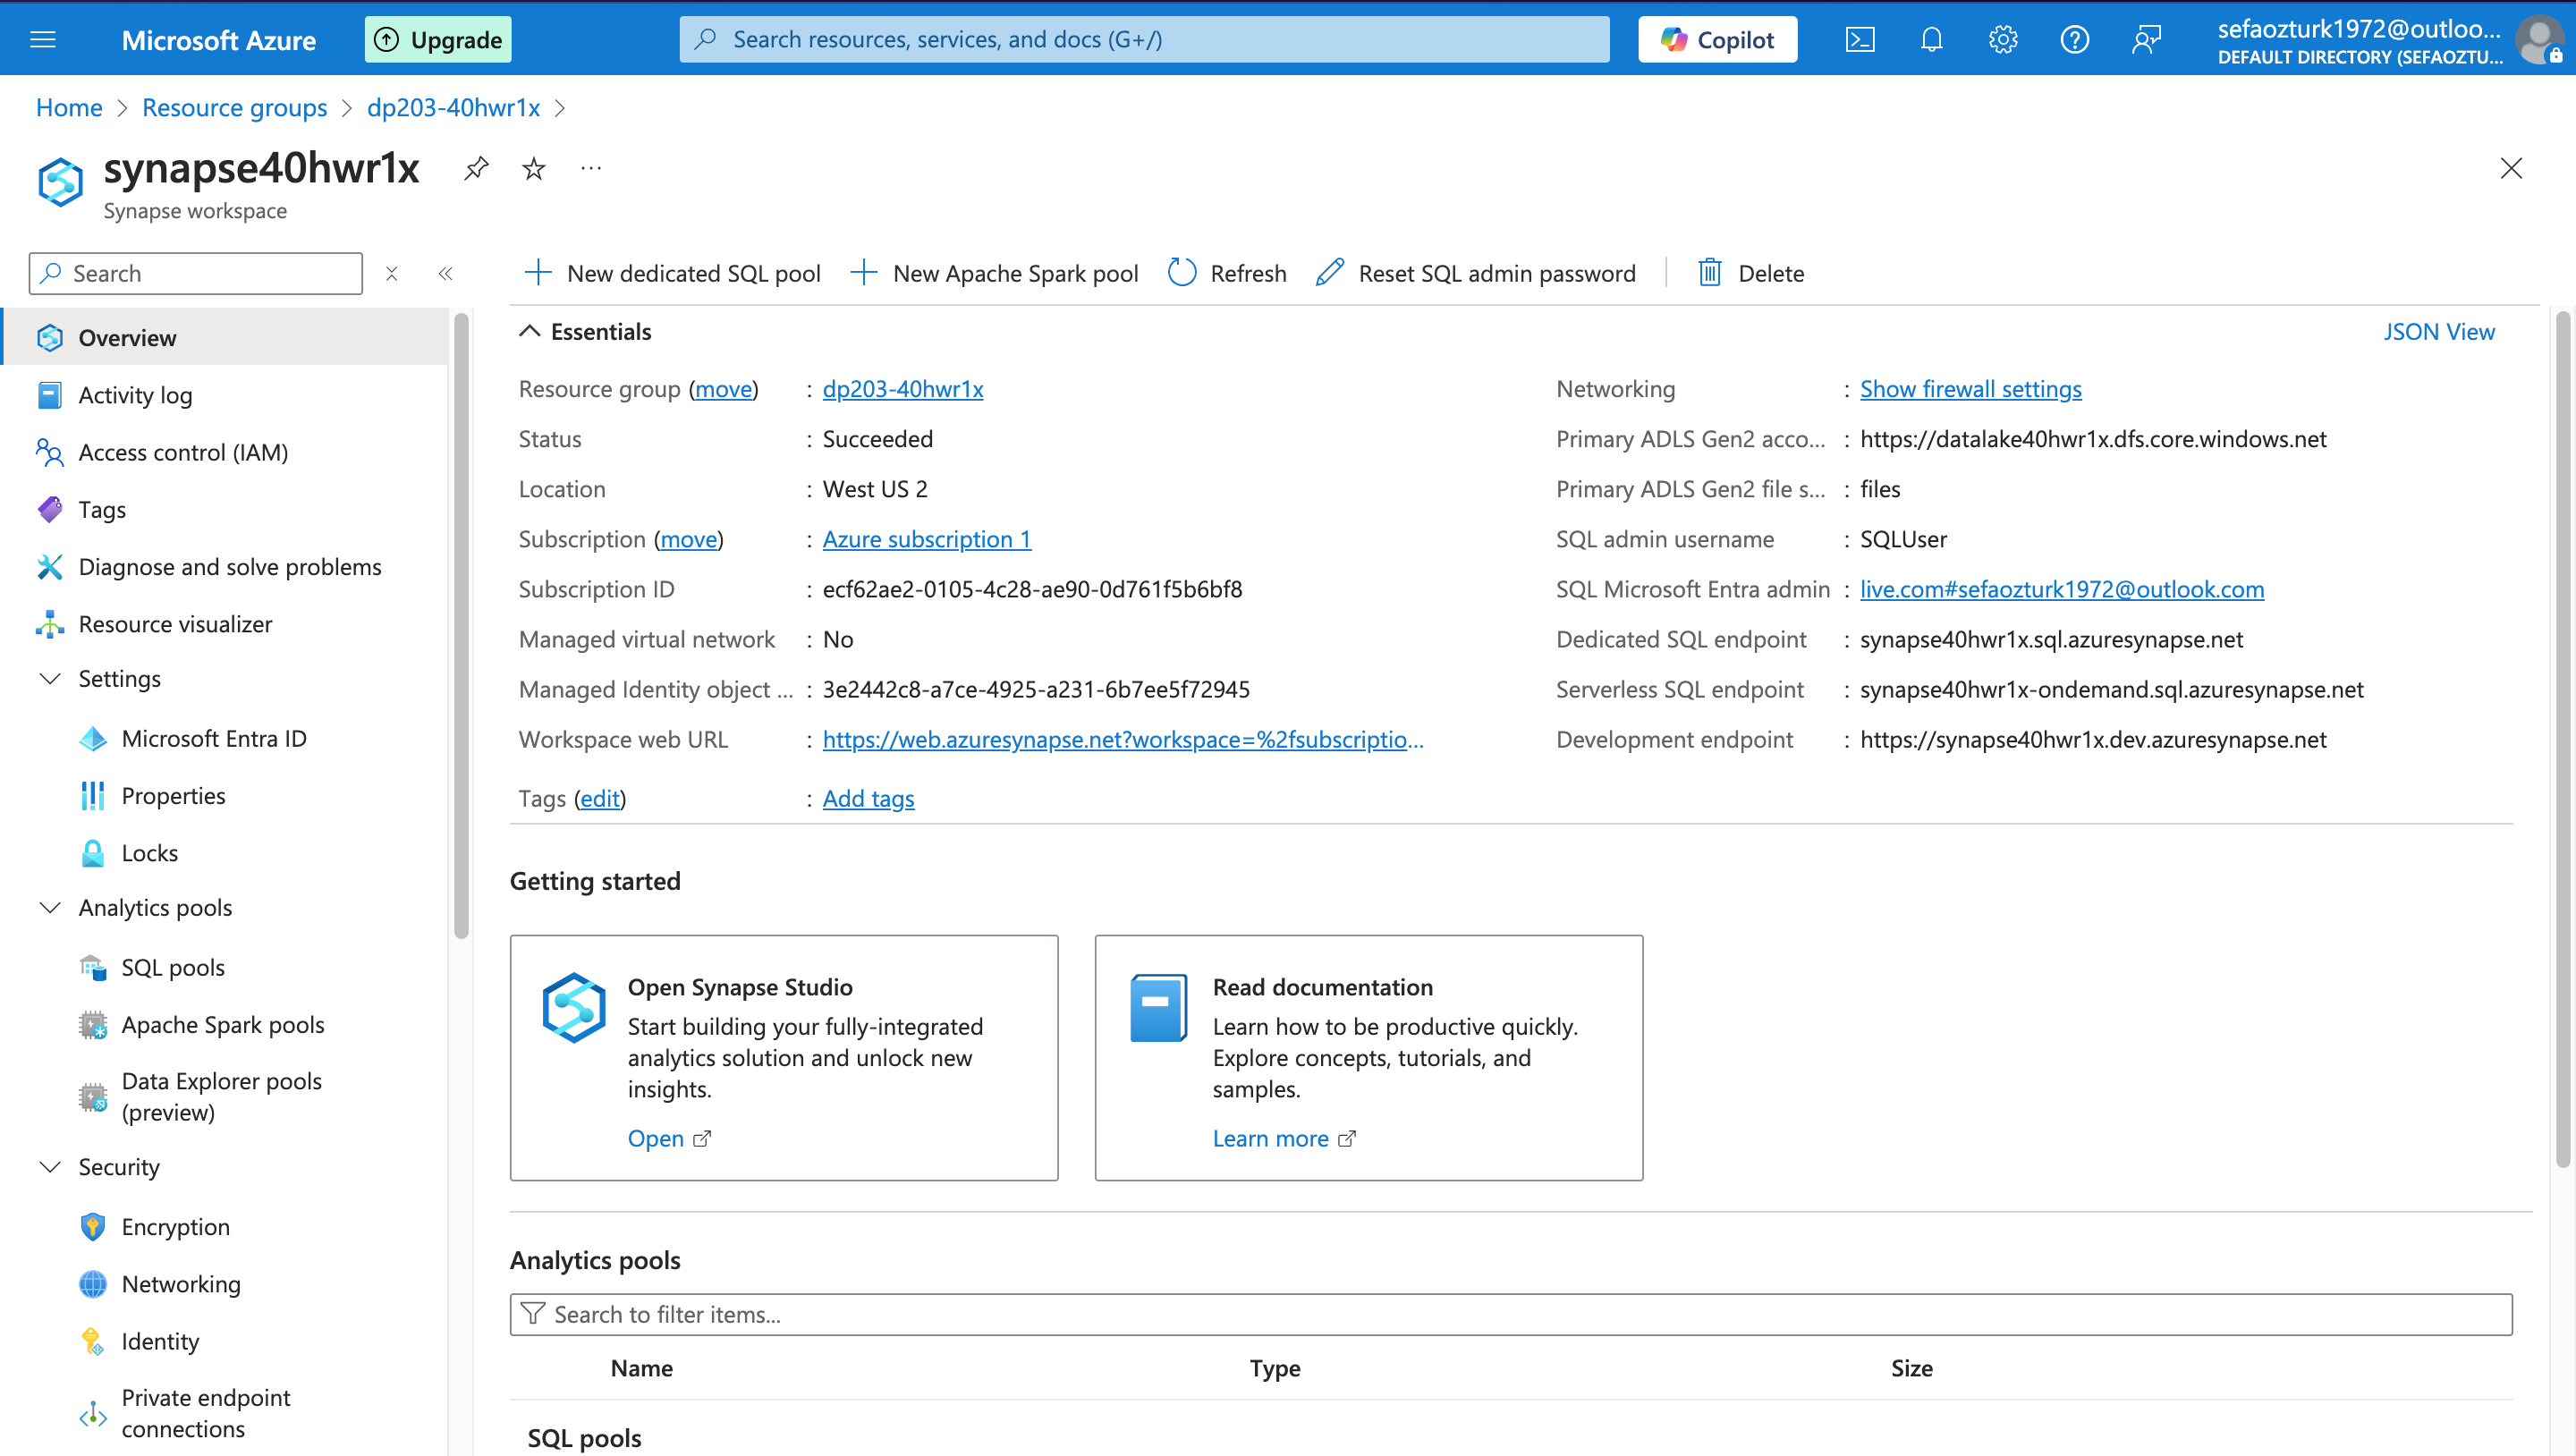 Microsoft Azure
Upgrade
Search resources, services, and docs (G+/)
Copilot
sefaozturk1972@outloo...
DEFAULT DIRECTORY (SEFAOZTU...
Home > Resource groups > dp203-40hwr1x >
synapse40hwr1x
Synapse workspace
Search
Overview
Activity log
Access control (IAM)
Tags
Diagnose and solve problems
Resource visualizer
Settings
Microsoft Entra ID
Properties
Locks
Analytics pools
SQL pools
Apache Spark pools
Data Explorer pools
(preview)
Security
Encryption
Networking
Identity
Private endpoint
connections
New dedicated SQL pool
New Apache Spark pool
Refresh
Reset SQL admin password
Delete
Essentials
JSON View
Resource group (move) : dp203-40hwr1x
Status : Succeeded
Location : West US 2
Subscription (move) : Azure subscription 1
Subscription ID : ecf62ae2-0105-4c28-ae90-0d761f5b6bf8
Managed virtual network : No
Managed Identity object ... : 3e2442c8-a7ce-4925-a231-6b7ee5f72945
Workspace web URL : https://web.azuresynapse.net?workspace=%2fsubscriptio...
Tags (edit) : Add tags
Networking : Show firewall settings
Primary ADLS Gen2 acco... : https://datalake40hwr1x.dfs.core.windows.net
Primary ADLS Gen2 file s... : files
SQL admin username : SQLUser
SQL Microsoft Entra admin : live.com#sefaozturk1972@outlook.com
Dedicated SQL endpoint : synapse40hwr1x.sql.azuresynapse.net
Serverless SQL endpoint : synapse40hwr1x-ondemand.sql.azuresynapse.net
Development endpoint : https://synapse40hwr1x.dev.azuresynapse.net
Getting started
Open Synapse Studio
Start building your fully-integrated
analytics solution and unlock new
insights.
Open
Read documentation
Learn how to be productive quickly.
Explore concepts, tutorials, and
samples.
Learn more
Analytics pools
Search to filter items...
Name Type Size
SQL pools